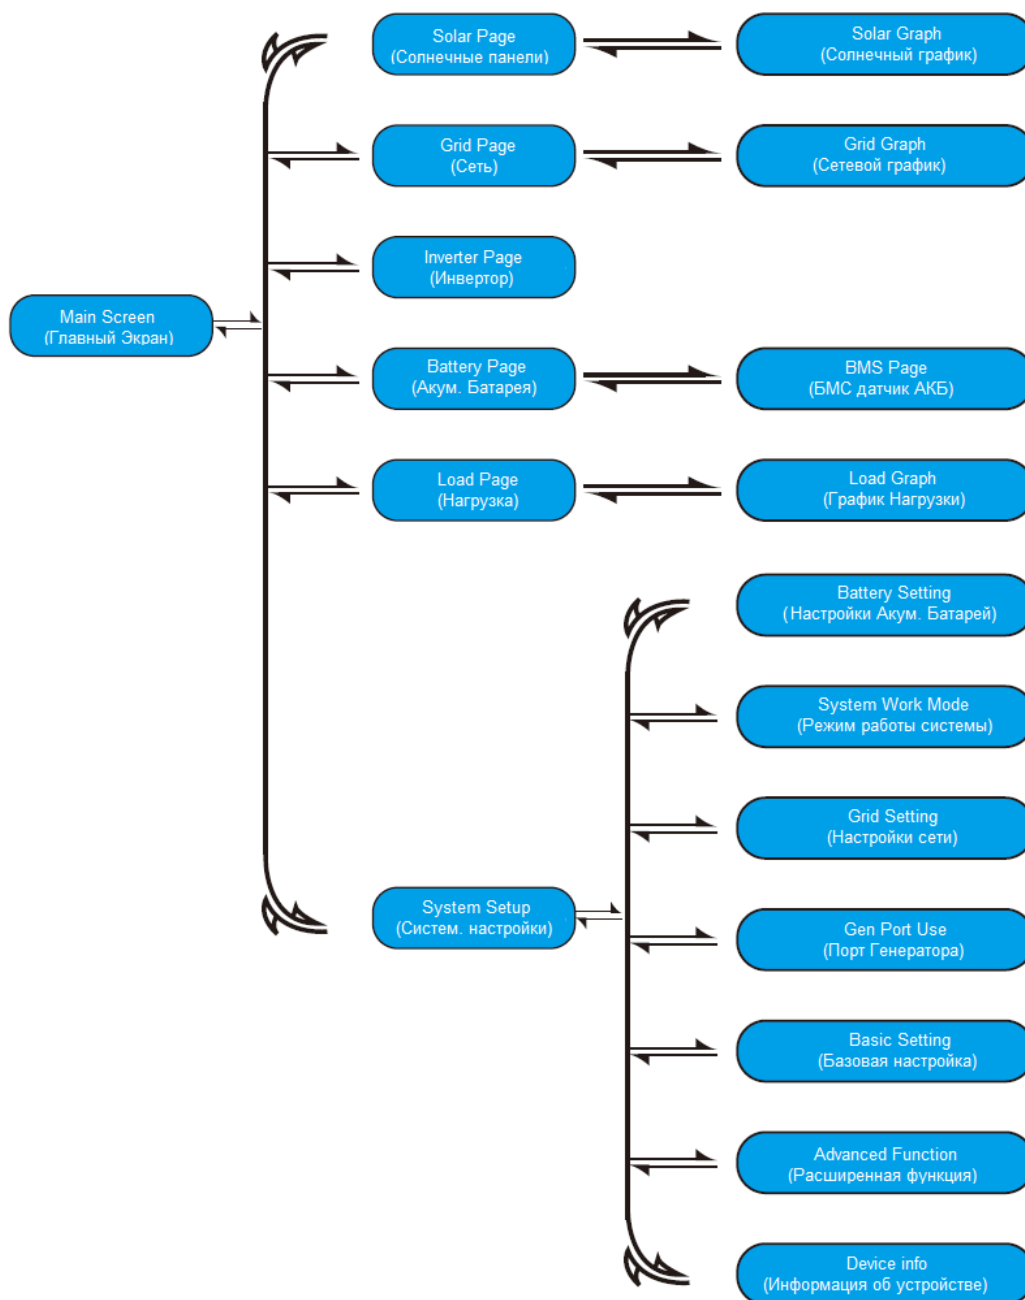 Solar Page
(Солнечные панели)
Solar Graph
(Солнечный график)
Grid Page
(Сеть)
Grid Graph
(Сетевой график)
Inverter Page
(Инвертор)
Main Screen
(Главный Экран)
Battery Page
(Акум. Батарея)
BMS Page
(БМС датчик АКБ)
Load Page
(Нагрузка)
Load Graph
(График Нагрузки)
Battery Setting
(Настройки Акум. Батарей)
System Work Mode
(Режим работы системы)
Grid Setting
(Настройки сети)
System Setup
(Систем. настройки)
Gen Port Use
(Порт Генератора)
Basic Setting
(Базовая настройка)
Advanced Function
(Расширенная функция)
Device info
(Информация об устройстве)